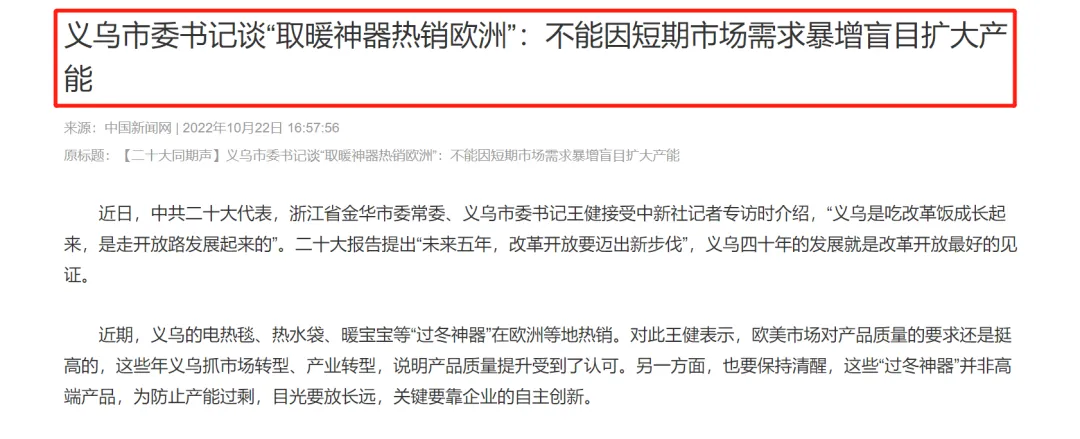 义乌市委书记谈“取暖神器热销欧洲”：不能因短期市场需求暴增盲目扩大产
能
来源：中国新闻网 | 2022年10月22日 16:57:56
原标题：【二十大同期声】义乌市委书记谈“取暖神器热销欧洲”：不能因短期市场需求暴增盲目扩大产能
近日，中共二十大代表，浙江省金华市委常委、义乌市委书记王健接受中新社记者专访时介绍，“义乌是吃改革饭成长起
来，是走开放路发展起来的”。二十大报告提出“未来五年，改革开放要迈出新步伐”，义乌四十年的发展就是改革开放最好的见
证。
近期，义乌的电热毯、热水袋、暖宝宝等“过冬神器”在欧洲等地热销。对此王健表示，欧美市场对产品质量的要求还是挺
高的，这些年义乌抓市场转型、产业转型，说明产品质量提升受到了认可。另一方面，也要保持清醒，这些“过冬神器”并非高
端产品，为防止产能过剩，目光要放长远，关键要靠企业的自主创新。